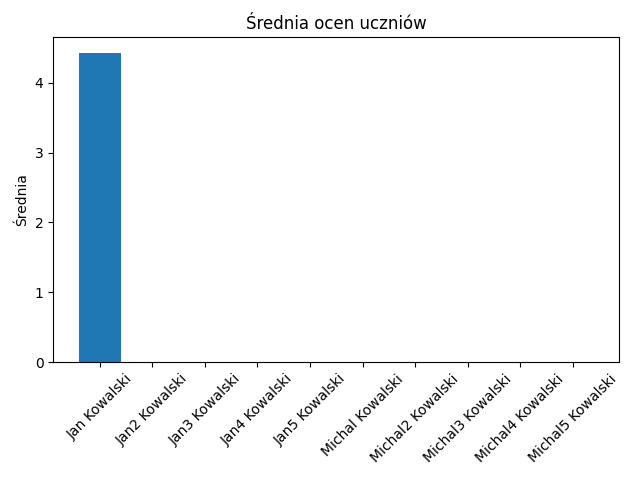 Średnia ocen uczniów
Średnia
4
3
2
1
0
Jan Kowalski
Jan2 Kowalski
Jan3 Kowalski
Jan4 Kowalski
Jan5 Kowalski
Michal Kowalski
Michal2 Kowalski
Michal3 Kowalski
Michal4 Kowalski
Michal5 Kowalski